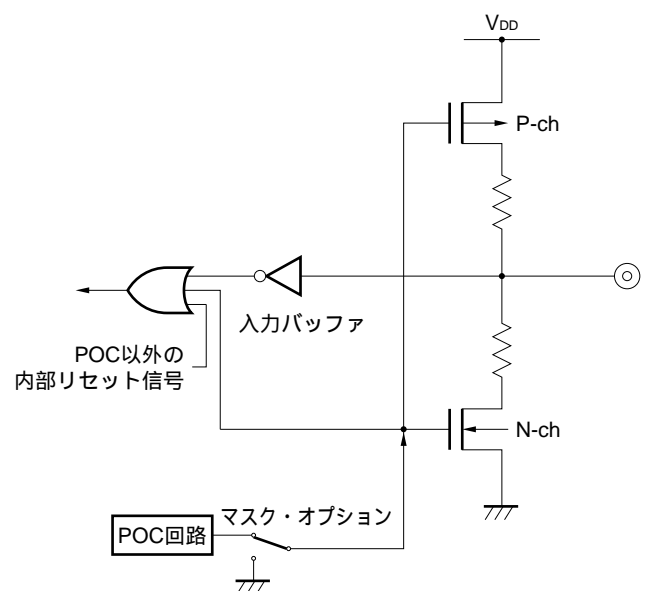 VDD
P-ch
入力バッファ
POC以外の
内部リセット信号
N-ch
マスク・オプション
POC回路